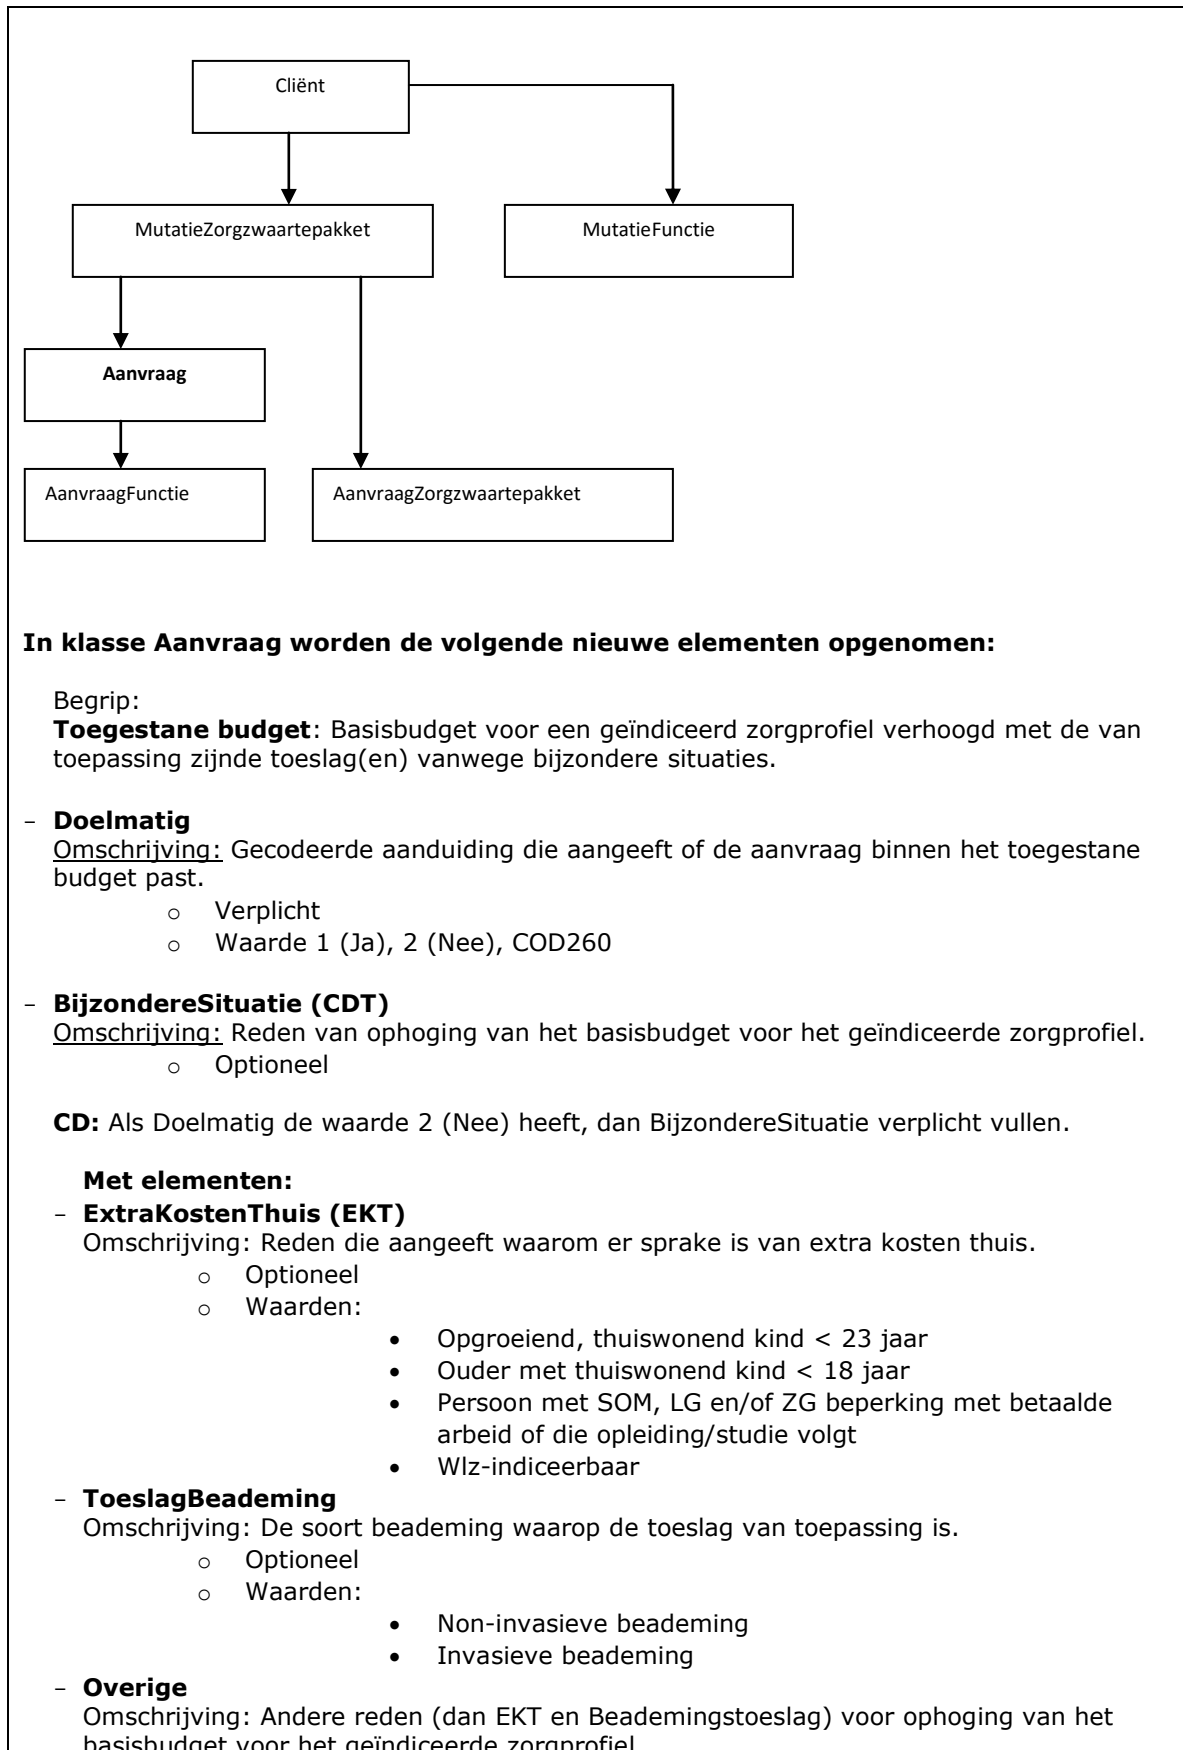 Cliënt
MutatieZorgzwaartepakket
MutatieFunctie
Aanvraag
AanvraagFunctie
AanvraagZorgzwaartepakket
In klasse Aanvraag worden de volgende nieuwe elementen opgenomen:
Begrip:
Toegestane budget: Basisbudget voor een geïndiceerd zorgprofiel verhoogd met de van
toepassing zijnde toeslag(en) vanwege bijzondere situaties.
- Doelmatig
Omschrijving: Gecodeerde aanduiding die aangeeft of de aanvraag binnen het toegestane
budget past.
o Verplicht
o Waarde 1 (Ja), 2 (Nee), COD260
- BijzondereSituatie (CDT)
Omschrijving: Reden van ophoging van het basisbudget voor het geïndiceerde zorgprofiel.
o Optioneel
CD: Als Doelmatig de waarde 2 (Nee) heeft, dan BijzondereSituatie verplicht vullen.
Met elementen:
- ExtraKostenThuis (EKT)
Omschrijving: Reden die aangeeft waarom er sprake is van extra kosten thuis.
o Optioneel
o Waarden:
• Opgroeiend, thuiswonend kind < 23 jaar
• Ouder met thuiswonend kind < 18 jaar
• Persoon met SOM, LG en/of ZG beperking met betaalde
arbeid of die opleiding/studie volgt
• Wlz-indiceerbaar
- ToeslagBeademing
Omschrijving: De soort beademing waarop de toeslag van toepassing is.
o Optioneel
o Waarden:
• Non-invasieve beademing
• Invasieve beademing
- Overige
Omschrijving: Andere reden (dan EKT en Beademingstoeslag) voor ophoging van het
basisbudget voor het geïndiceerde zorgprofiel